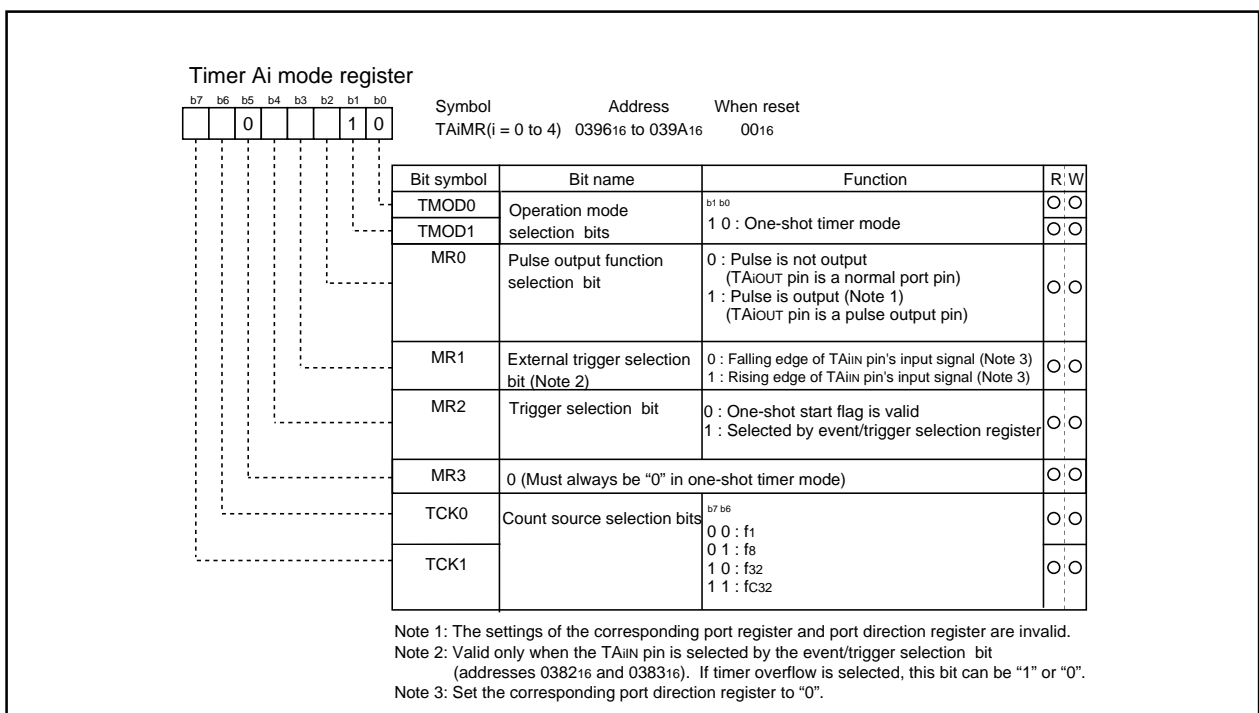 Timer Ai mode register
b7 b6 b5 b4 b3 b2 b1 b0
0 1 0
Symbol Address When reset
TAiMR(i = 0 to 4) 039616 to 039A16 0016
Bit symbol Bit name Function R W
TMOD0
TMOD1
Operation mode
selection bits
b1 b0
1 0 : One-shot timer mode
MR0
Pulse output function
selection bit
0 : Pulse is not output
(TAiOUT pin is a normal port pin)
1 : Pulse is output (Note 1)
(TAiOUT pin is a pulse output pin)
MR1
External trigger selection
bit (Note 2)
0 : Falling edge of TAiIN pin's input signal (Note 3)
1 : Rising edge of TAiIN pin's input signal (Note 3)
MR2
Trigger selection bit
0 : One-shot start flag is valid
1 : Selected by event/trigger selection register
MR3
0 (Must always be “0” in one-shot timer mode)
TCK0
TCK1
Count source selection bits
b7 b6
0 0 : f1
0 1 : f8
1 0 : f32
1 1 : fC32
Note 1: The settings of the corresponding port register and port direction register are invalid.
Note 2: Valid only when the TAiIN pin is selected by the event/trigger selection bit
(addresses 038216 and 038316). If timer overflow is selected, this bit can be “1” or “0”.
Note 3: Set the corresponding port direction register to “0”.